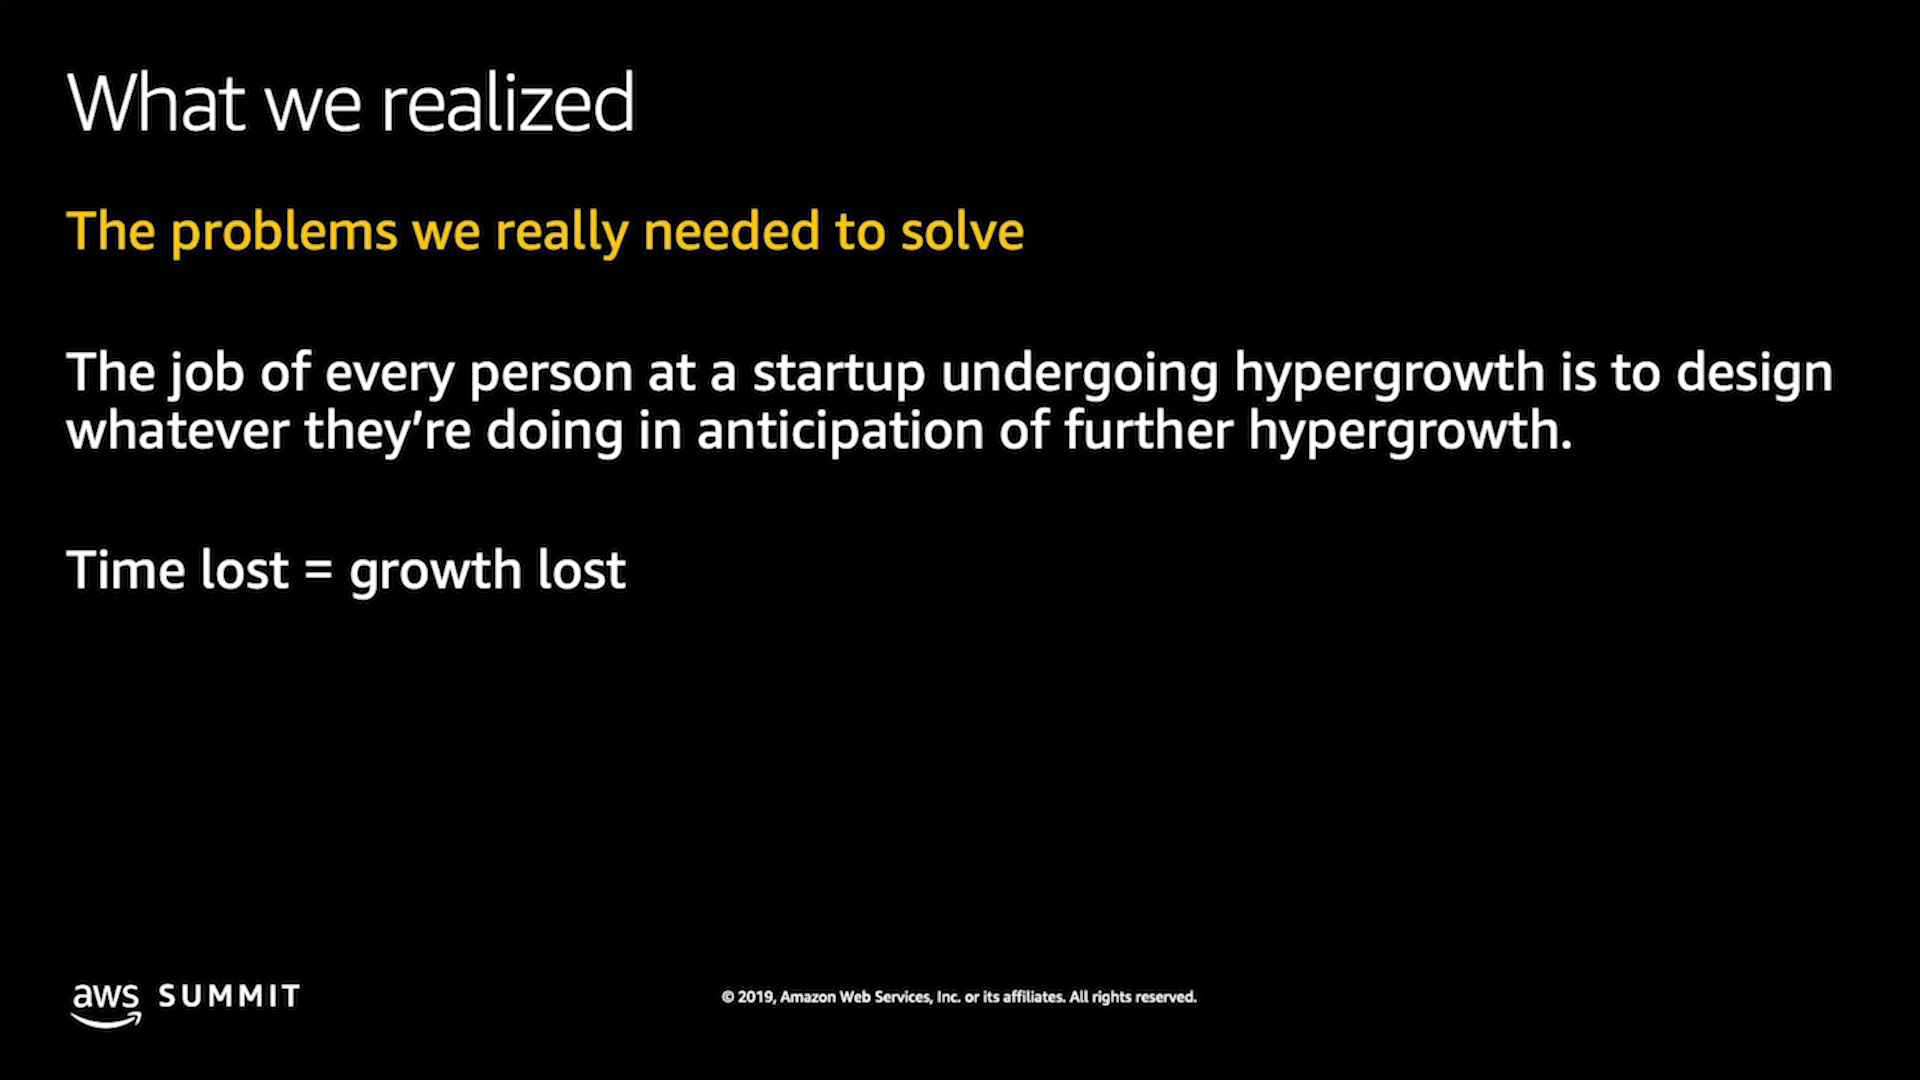 What we realized
The problems we really needed to solve
The job of every person at a startup undergoing hypergrowth is to design
whatever they’re doing in anticipation of further hypergrowth.
Time lost = growth lost
aws SUMMIT
© 2019, Amazon Web Services, Inc. or its affiliates. All rights reserved.